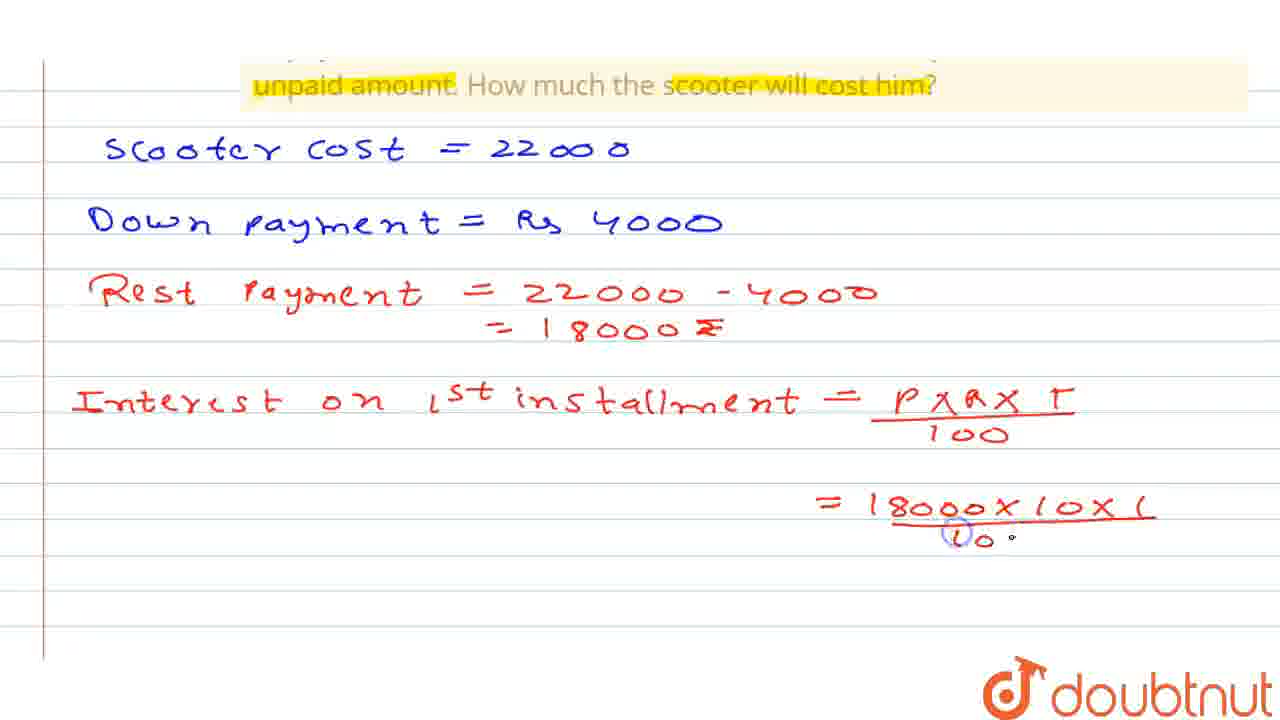 unpaid amount. How much the scooter will cost him?
Scooter cost = 22000
Down payment = Rs 4000
Rest payment = 22000 - 4000
= 18000 ₹
Interest on 1st installment = P X R X T
100
= 18000 x 10 x 1
10
doubtnut